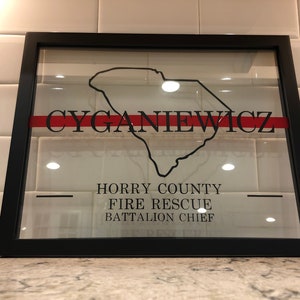 CYGANIEWICZ
HORRY COUNTY
FIRE RESCUE
BATTALION CHIEF